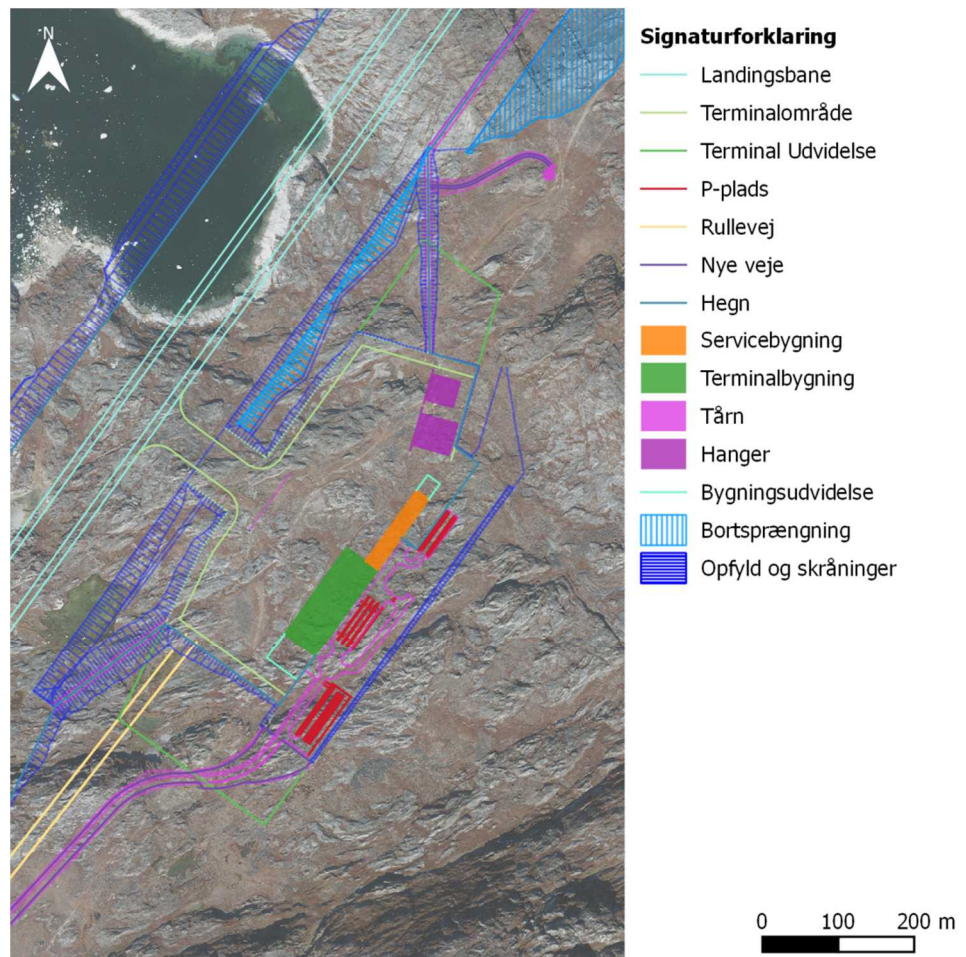 N
Signaturforklaring
Landingsbane
Terminalområde
Terminal Udvidelse
P-plads
Rullevej
Nye veje
Hegn
Servicebygning
Terminalbygning
Tårn
Hanger
Bygningsudvidelse
Bortsprængning
Opfyld og skråninger
0 100 200 m